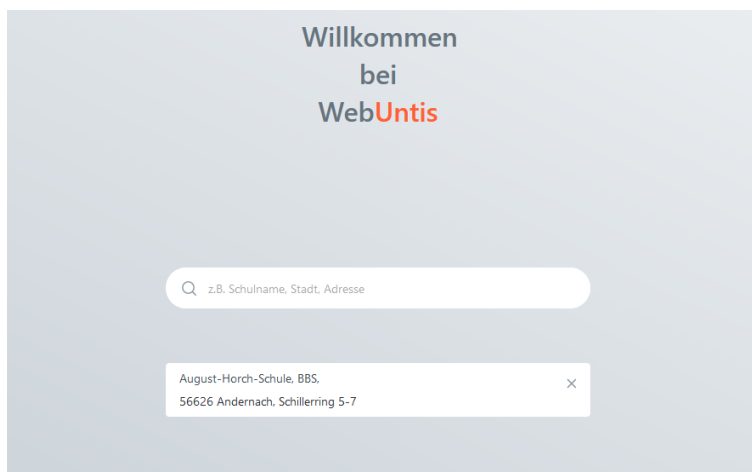 Willkommen
bei
WebUntis
z.B. Schulname, Stadt, Adresse
August-Horch-Schule, BBS,
56626 Andernach, Schillerring 5-7